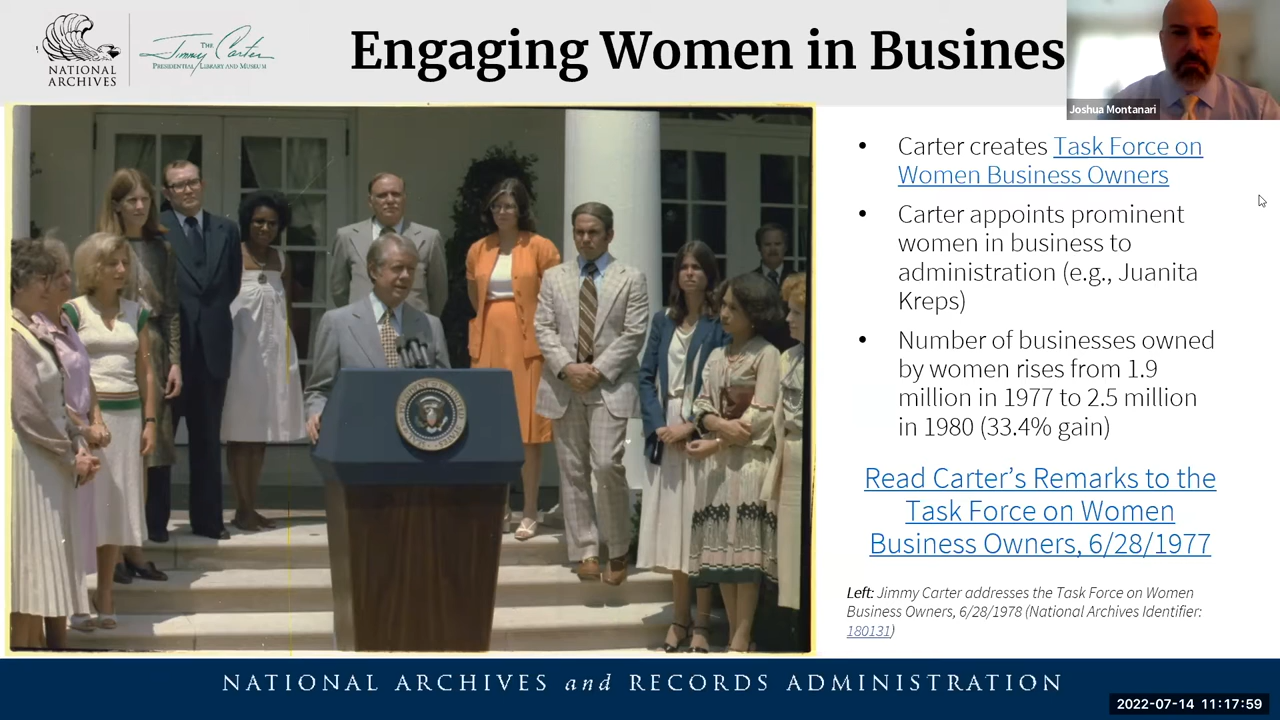 NATIONAL
ARCHIVES
THE
Jimmy Carter
PRESIDENTIAL LIBRARY AND MUSEUM
Engaging Women in Busines
Joshua Montanari
• Carter creates Task Force on
Women Business Owners
• Carter appoints prominent
women in business to
administration (e.g., Juanita
Kreps)
• Number of businesses owned
by women rises from 1.9
million in 1977 to 2.5 million
in 1980 (33.4% gain)
Read Carter’s Remarks to the
Task Force on Women
Business Owners, 6/28/1977
Left: Jimmy Carter addresses the Task Force on Women
Business Owners, 6/28/1978 (National Archives Identifier:
180131)
NATIONAL ARCHIVES and RECORDS ADMINISTRATION
2022-07-14 11:17:59